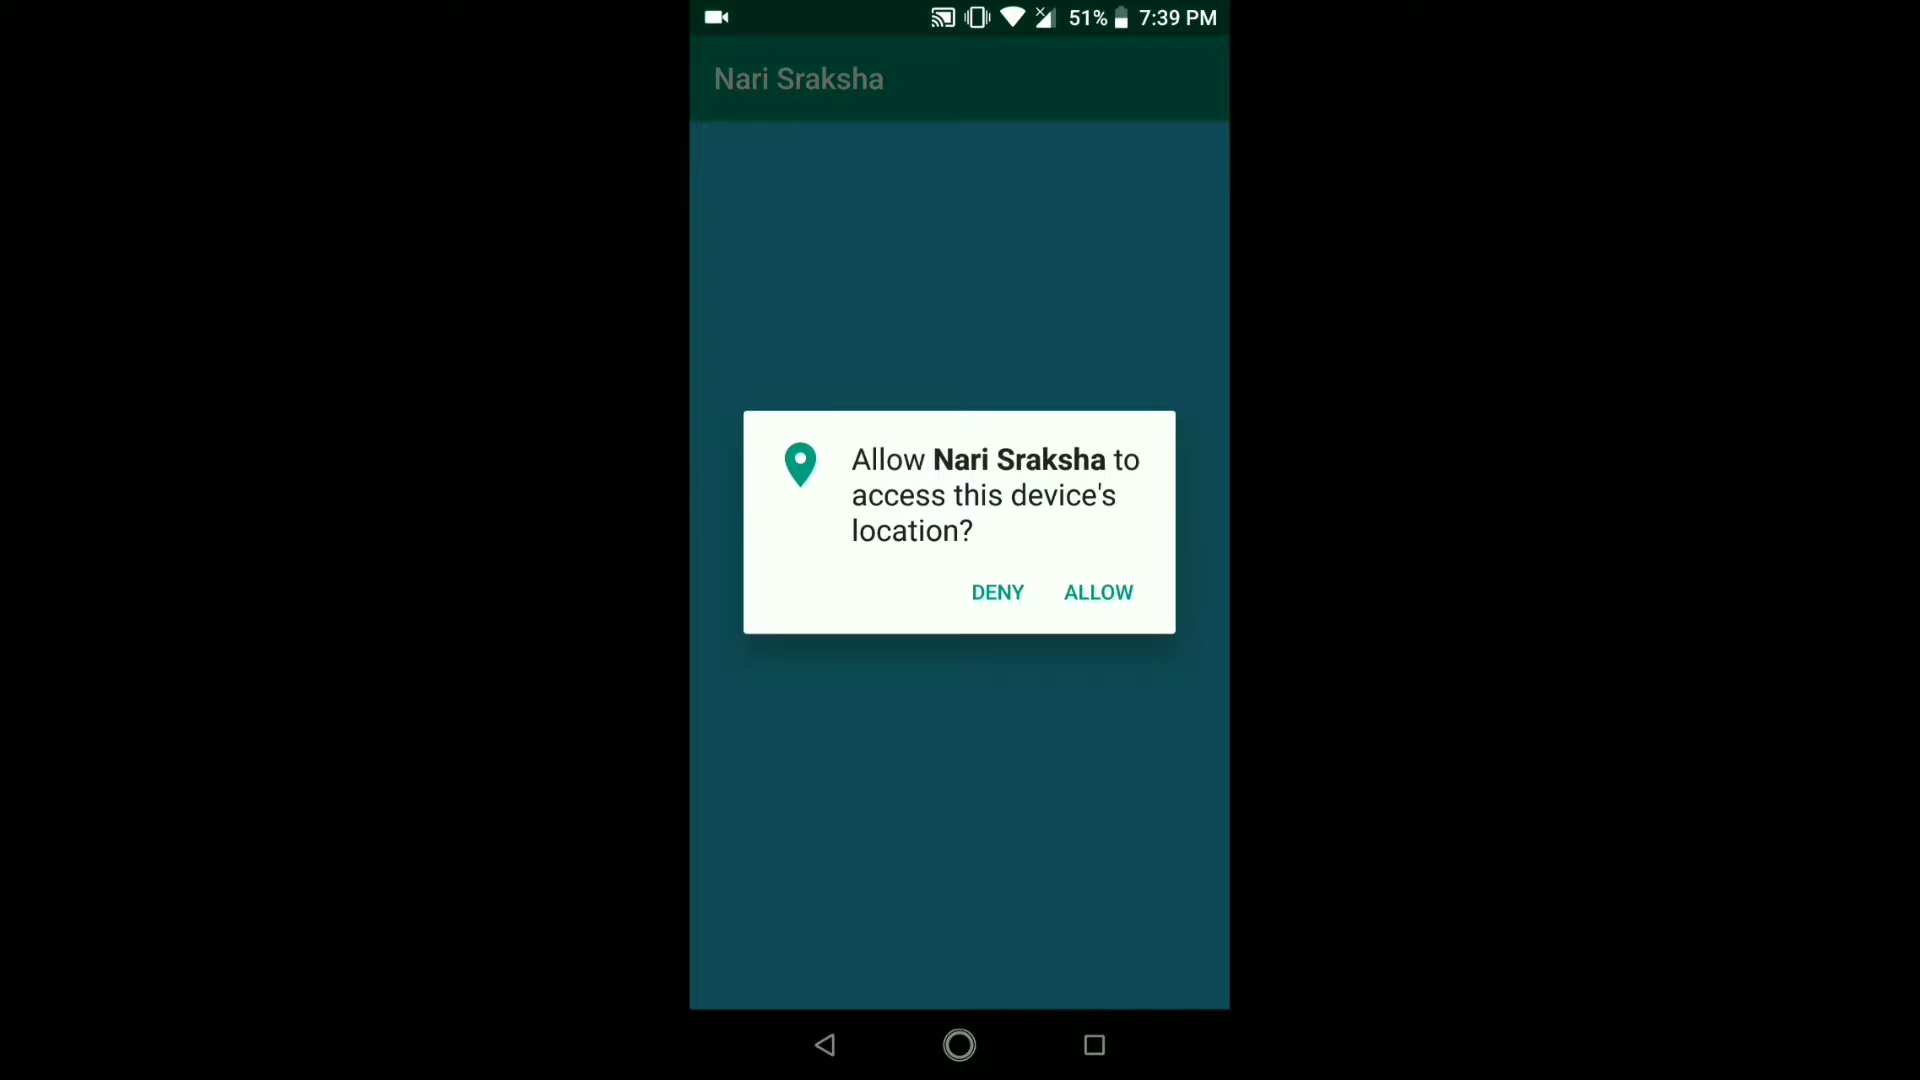 51% 7:39 PM
Nari Sraksha
Allow Nari Sraksha to
access this device's
location?
DENY ALLOW